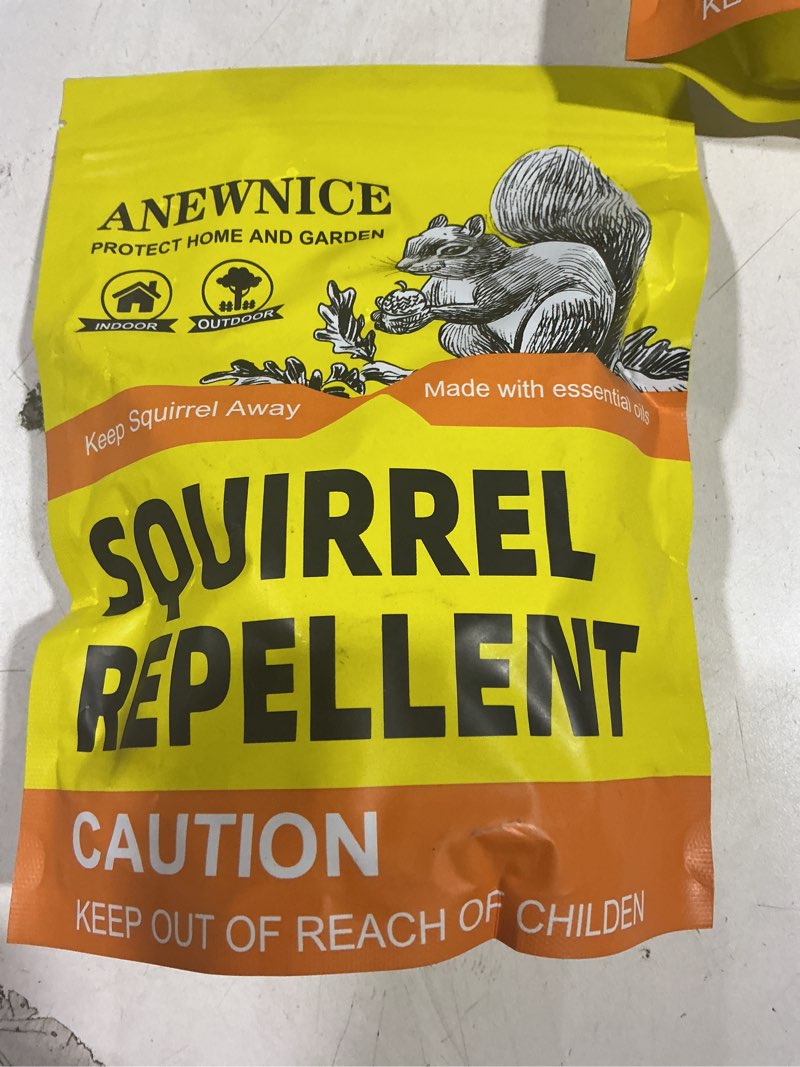 ANEWNICE
PROTECT HOME AND GARDEN
INDOOR
OUTDOOR
Keep Squirrel Away
Made with essential oils
SQUIRREL
REPELLENT
CAUTION
KEEP OUT OF REACH OF CHILDEN